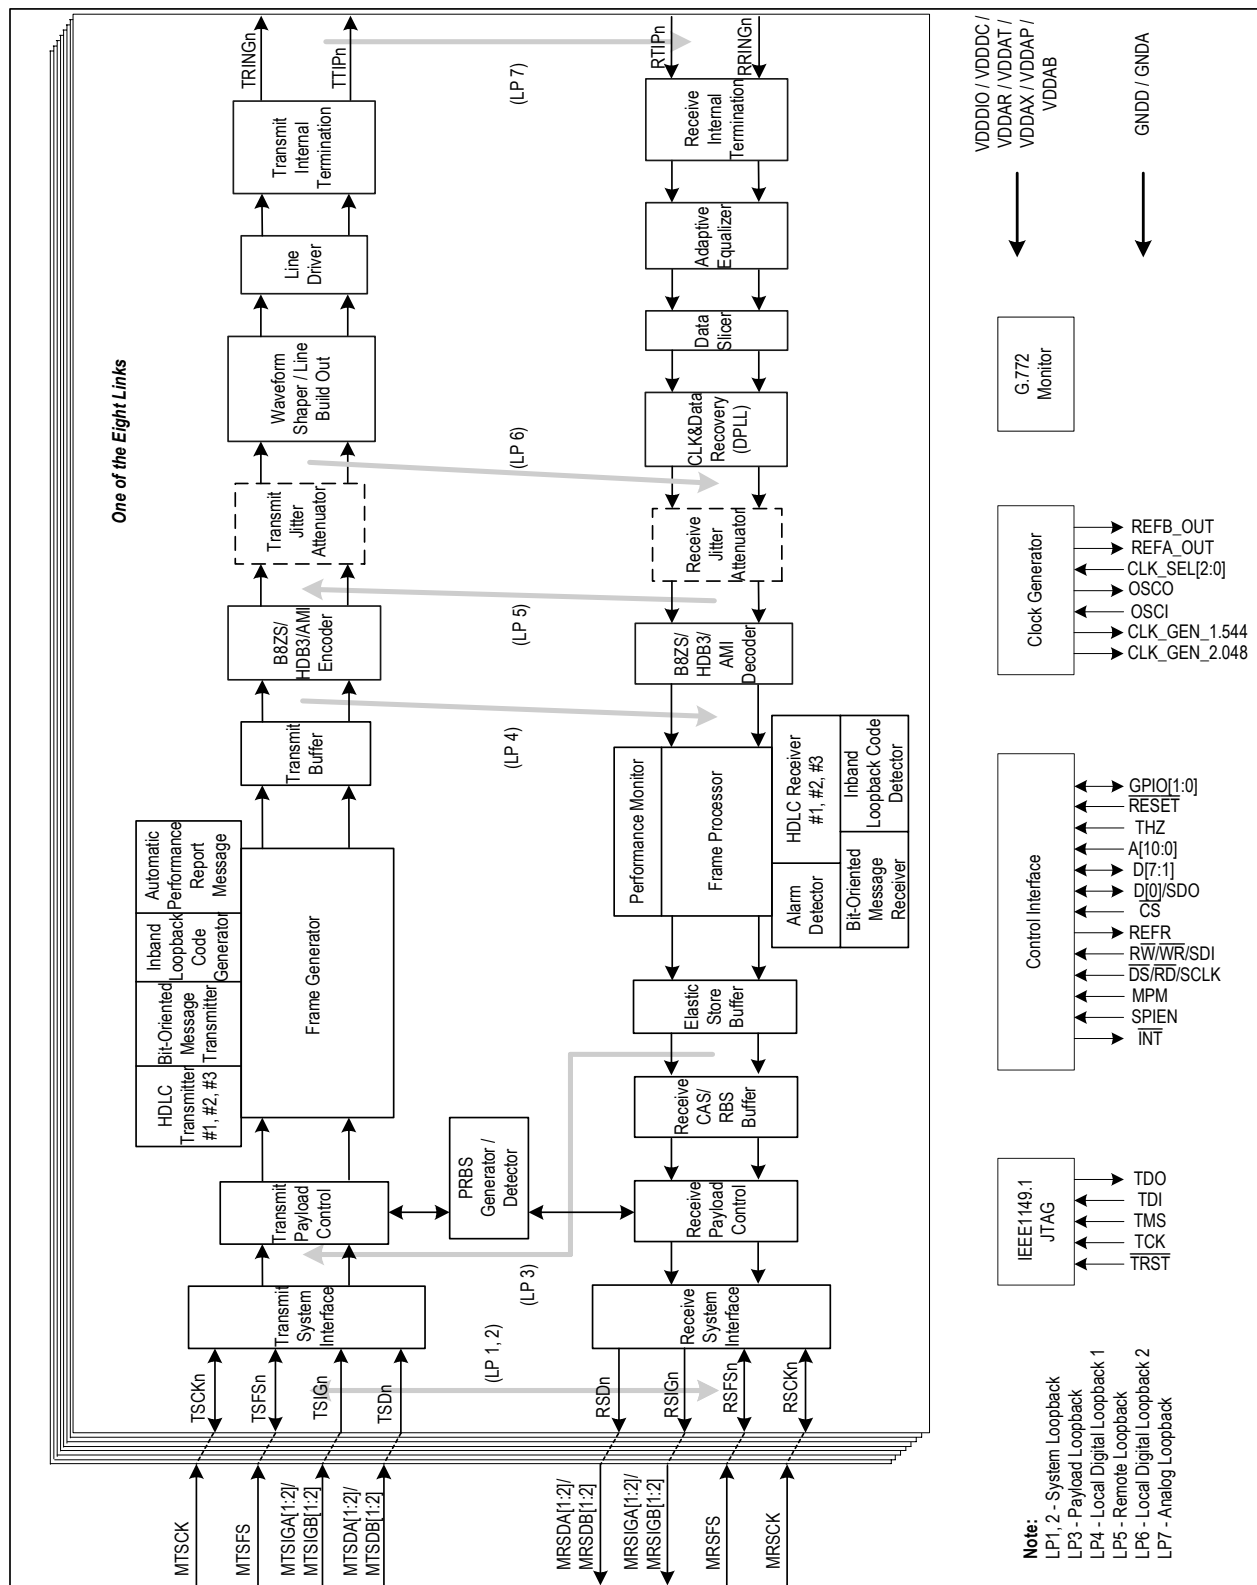 One of the Eight Links
TRINGn
TTIPn
Transmit
Internal
Termination
Line
Driver
Waveform
Shaper / Line
Build Out
Transmit
Jitter
Attenuator
B8ZS/
HDB3/AMI
Encoder
Transmit
Buffer
Automatic
Performance
Report
Message
Inband
Loopback
Code
Generator
Bit-Oriented
Message
Transmitter
HDLC
Transmitter
#1, #2, #3
Frame Generator
Transmit
Payload
Control
Transmit
System
Interface
TSCKn
TSFSn
TSIGn
TSDn
MTSCK
MTSFS
MTSIGA[1:2]/
MTSIGB[1:2]
MTSDA[1:2]/
MTSDB[1:2]
(LP 7)
(LP 6)
(LP 5)
(LP 4)
(LP 3)
(LP 1, 2)
PRBS
Generator /
Detector
RTIPn
RRINGn
Receive
Internal
Termination
Adaptive
Equalizer
Data
Slicer
CLK&Data
Recovery
(DPLL)
Receive
Jitter
Attenuator
B8ZS/
HDB3/
AMI
Decoder
Performance Monitor
Frame Processor
HDLC Receiver
#1, #2, #3
Inband
Loopback Code
Detector
Alarm
Detector
Bit-Oriented
Message
Receiver
Elastic
Store
Buffer
Receive
CAS/
RBS
Buffer
Receive
Payload
Control
Receive
System
Interface
RSDn
RSIGn
RSFSn
RSCKn
MRSDA[1:2]/
MRSDB[1:2]
MRSIGA[1:2]/
MRSIGB[1:2]
MRSFS
MRSCK
VDDDIO / VDDDC /
VDDAR / VDDAT /
VDDAX / VDDAP /
VDDAB
GNDD / GNDA
G.772
Monitor
Clock Generator
REFB_OUT
REFA_OUT
CLK_SEL[2:0]
OSCO
OSCI
CLK_GEN_1.544
CLK_GEN_2.048
Control Interface
GPIO[1:0]
RESET
THZ
A[10:0]
D[7:1]
D[0]/SDO
CS
REFR
RW/WR/SDI
DS/RD/SCLK
MPM
SPIEN
INT
IEEE1149.1
JTAG
TDO
TDI
TMS
TCK
TRST
Note:
LP1, 2 - System Loopback
LP3 - Payload Loopback
LP4 - Local Digital Loopback 1
LP5 - Remote Loopback
LP6 - Local Digital Loopback 2
LP7 - Analog Loopback